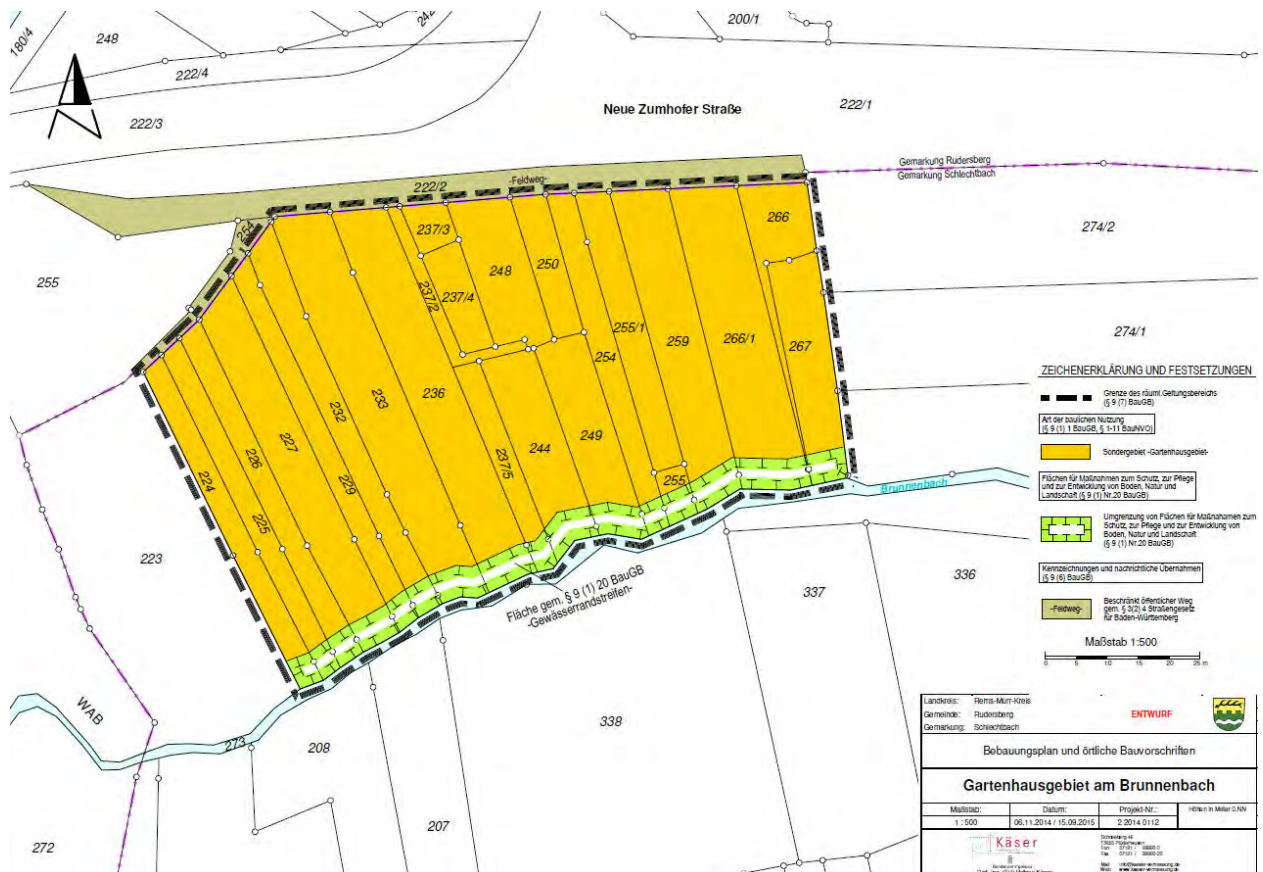 180/4
248
242
200/1
222/4
222/3
Neue Zumhofer Straße
222/1
Gemarkung Rudersberg
Gemarkung Schlechtbach
-Feldweg-
222/2
254
255
237/3
266
274/2
248
250
237/2
237/4
255/1
254
259
266/1
267
274/1
236
233
232
227
226
224
225
229
237/5
244
249
255
Brunnenbach
223
Fläche gem. § 9 (1) 20 BauGB
-Gewässerrandstreifen-
337
336
338
WAB
273
208
207
272
ZEICHENERKLÄRUNG UND FESTSETZUNGEN
Grenze des räuml. Geltungsbereichs
(§ 9 (7) BauGB)
Art der baulichen Nutzung
(§ 9 (1) 1 BauGB, § 1-11 BauNVO)
Sondergebiet -Gartenhausgebiet-
Flächen für Maßnahmen zum Schutz, zur Pflege
und zur Entwicklung von Boden, Natur und
Landschaft (§ 9 (1) Nr.20 BauGB)
Umgrenzung von Flächen für Maßnahamen zum
Schutz, zur Pflege und zur Entwicklung von
Boden, Natur und Landschaft
(§ 9 (1) Nr.20 BauGB)
Kennzeichnungen und nachrichtliche Übernahmen
(§ 9 (6) BauGB)
-Feldweg-
Beschränkt öffentlicher Weg
gem. § 3(2) 4 Straßengesetz
für Baden-Württemberg
Maßstab 1:500
0 5 10 15 20 25 m
Landkreis: Rems-Murr-Kreis
Gemeinde: Rudersberg
Gemarkung: Schlechtbach
ENTWURF
Bebauungsplan und örtliche Bauvorschriften
Gartenhausgebiet am Brunnenbach
Maßstab: Datum: Projekt-Nr.: Höhen in Meter ü.NN
1 : 500 06.11.2014 / 15.09.2015 2 2014 0112
Käser